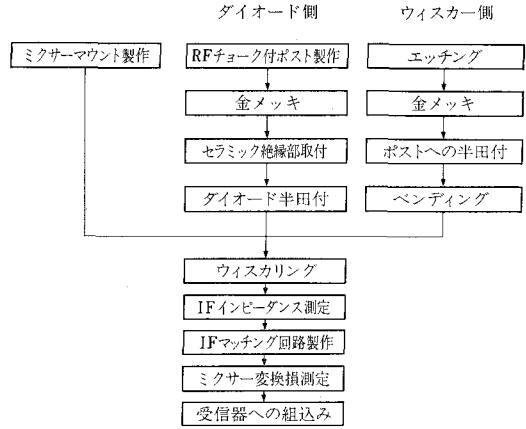 ダイオード側
ウィスカー側
ミクサーマウント製作
RFチョーク付ポスト製作
エッチング
金メッキ
金メッキ
セラミック絶縁部取付
ポストへの半田付
ダイオード半田付
ベンディング
ウィスカリング
IFインピーダンス測定
IFマッチング回路製作
ミクサー変換損測定
受信器への組込み